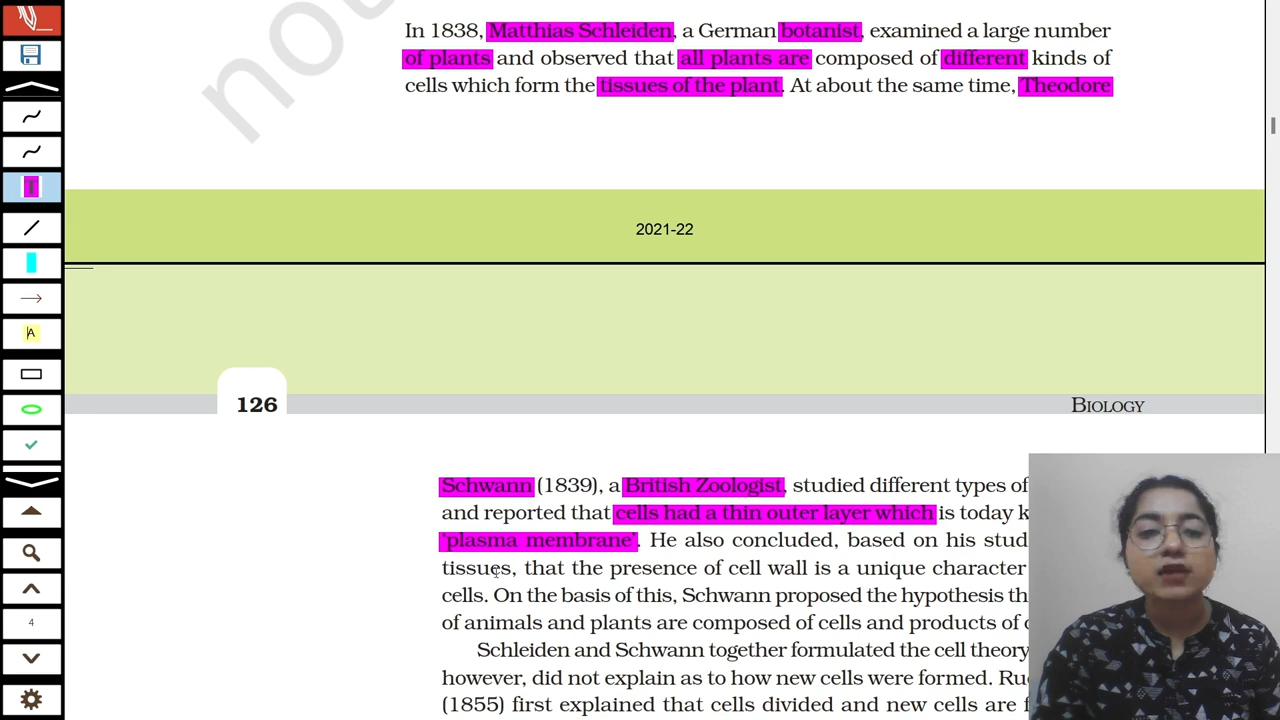 not
In 1838, Matthias Schleiden, a German botanist, examined a large number
of plants and observed that all plants are composed of different kinds of
cells which form the tissues of the plant. At about the same time, Theodore
2021-22
126
BIOLOGY
Schwann (1839), a British Zoologist, studied different types of
and reported that cells had a thin outer layer which is today
'plasma membrane'. He also concluded, based on his
tissues, that the presence of cell wall is a unique character
cells. On the basis of this, Schwann proposed the hypothesis
of animals and plants are composed of cells and products of
Schleiden and Schwann together formulated the cell theory
however, did not explain as to how new cells were formed.
(1855) first explained that cells divided and new cells are
T
A
4